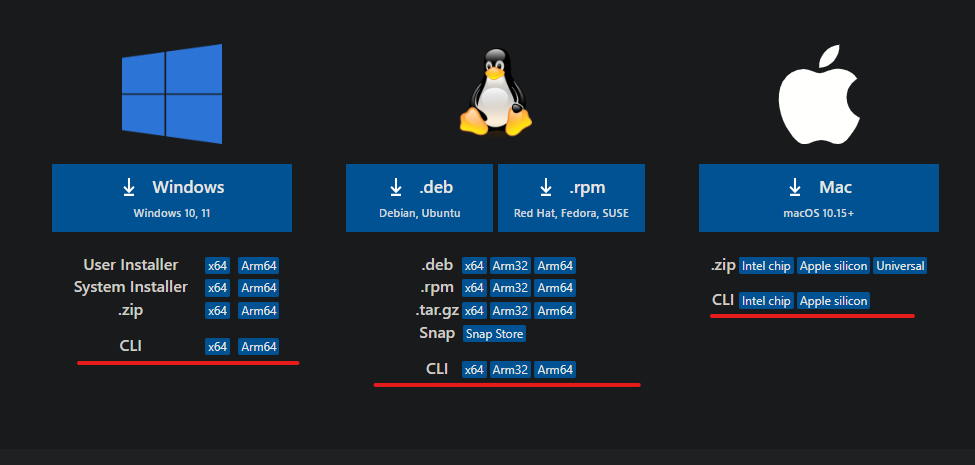 Windows
Windows 10, 11
User Installer x64 Arm64
System Installer x64 Arm64
.zip x64 Arm64
CLI x64 Arm64
.deb
Debian, Ubuntu
.rpm
Red Hat, Fedora, SUSE
.deb x64 Arm32 Arm64
.rpm x64 Arm32 Arm64
.tar.gz x64 Arm32 Arm64
Snap Snap Store
CLI x64 Arm32 Arm64
Mac
macOS 10.15+
.zip Intel chip Apple silicon Universal
CLI Intel chip Apple silicon